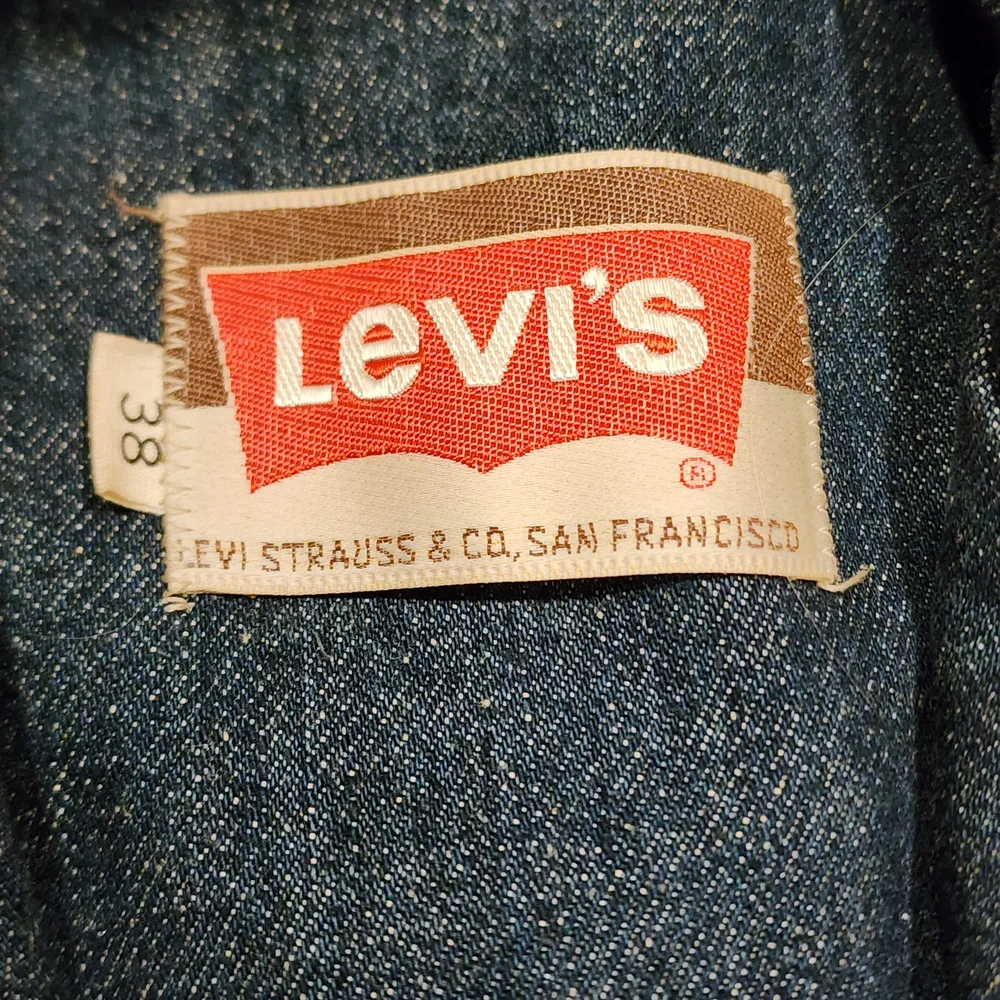 LeVI'S
®
LEVI STRAUSS & CO., SAN FRANCISCO
38